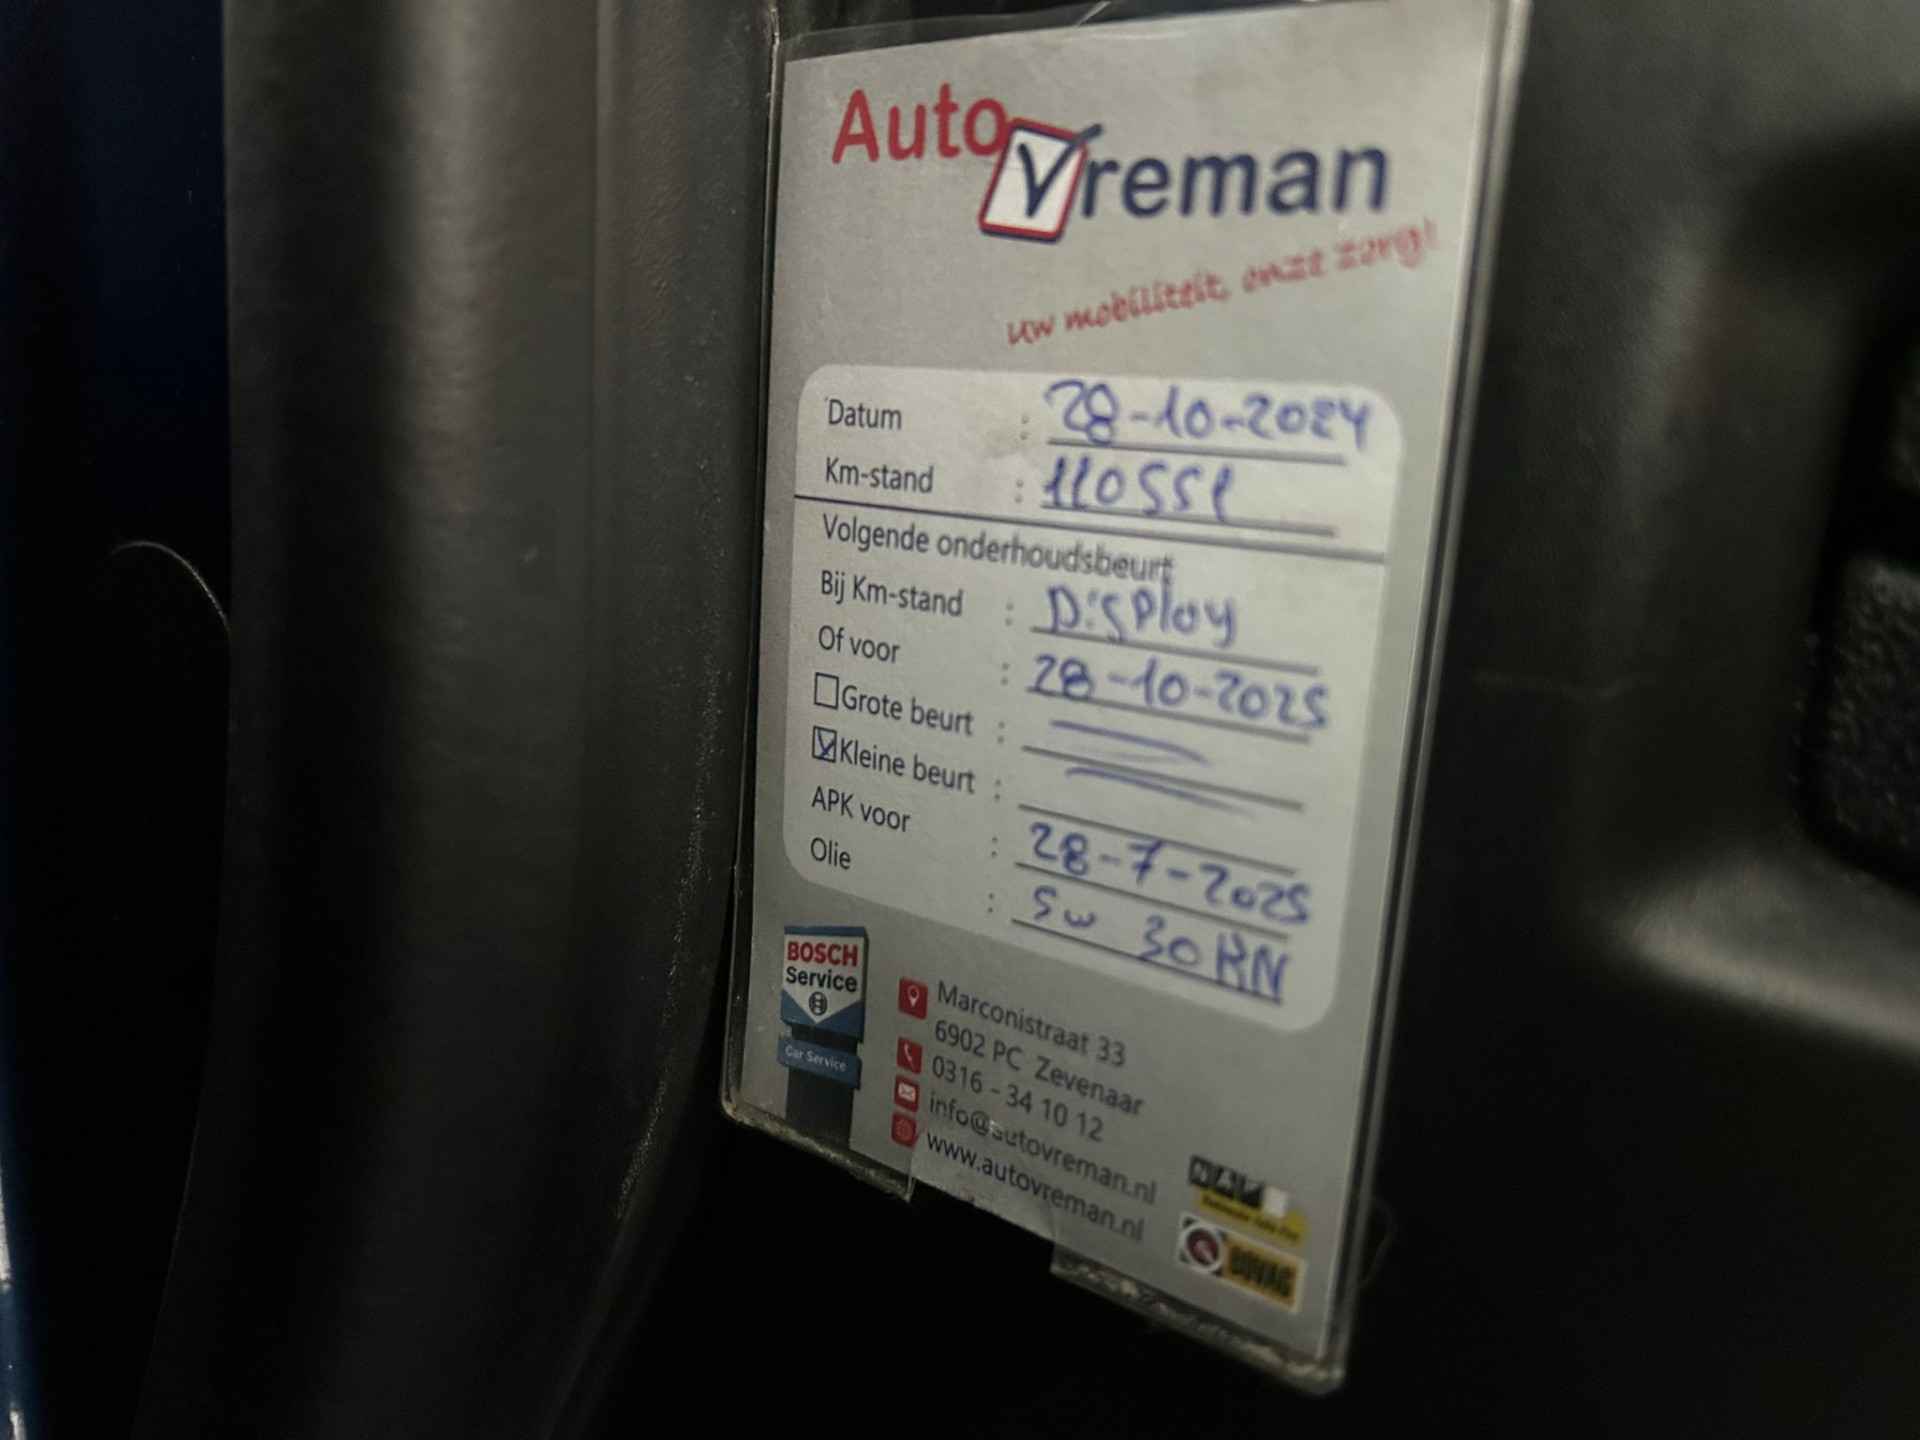 Auto Vreman
uw mobiliteit, onze zorg!
Datum : 28-10-2024
Km-stand : 110551
Volgende onderhoudsbeurt
Bij Km-stand : Display
Of voor : 28-10-2025
Grote beurt :
Kleine beurt :
APK voor : 28-7-2025
Olie : 5w 30
BOSCH
Service
Car Service
Marconistraat 33
6902 PC Zevenaar
0316 - 34 10 12
info@autovreman.nl
www.autovreman.nl
BOVAG